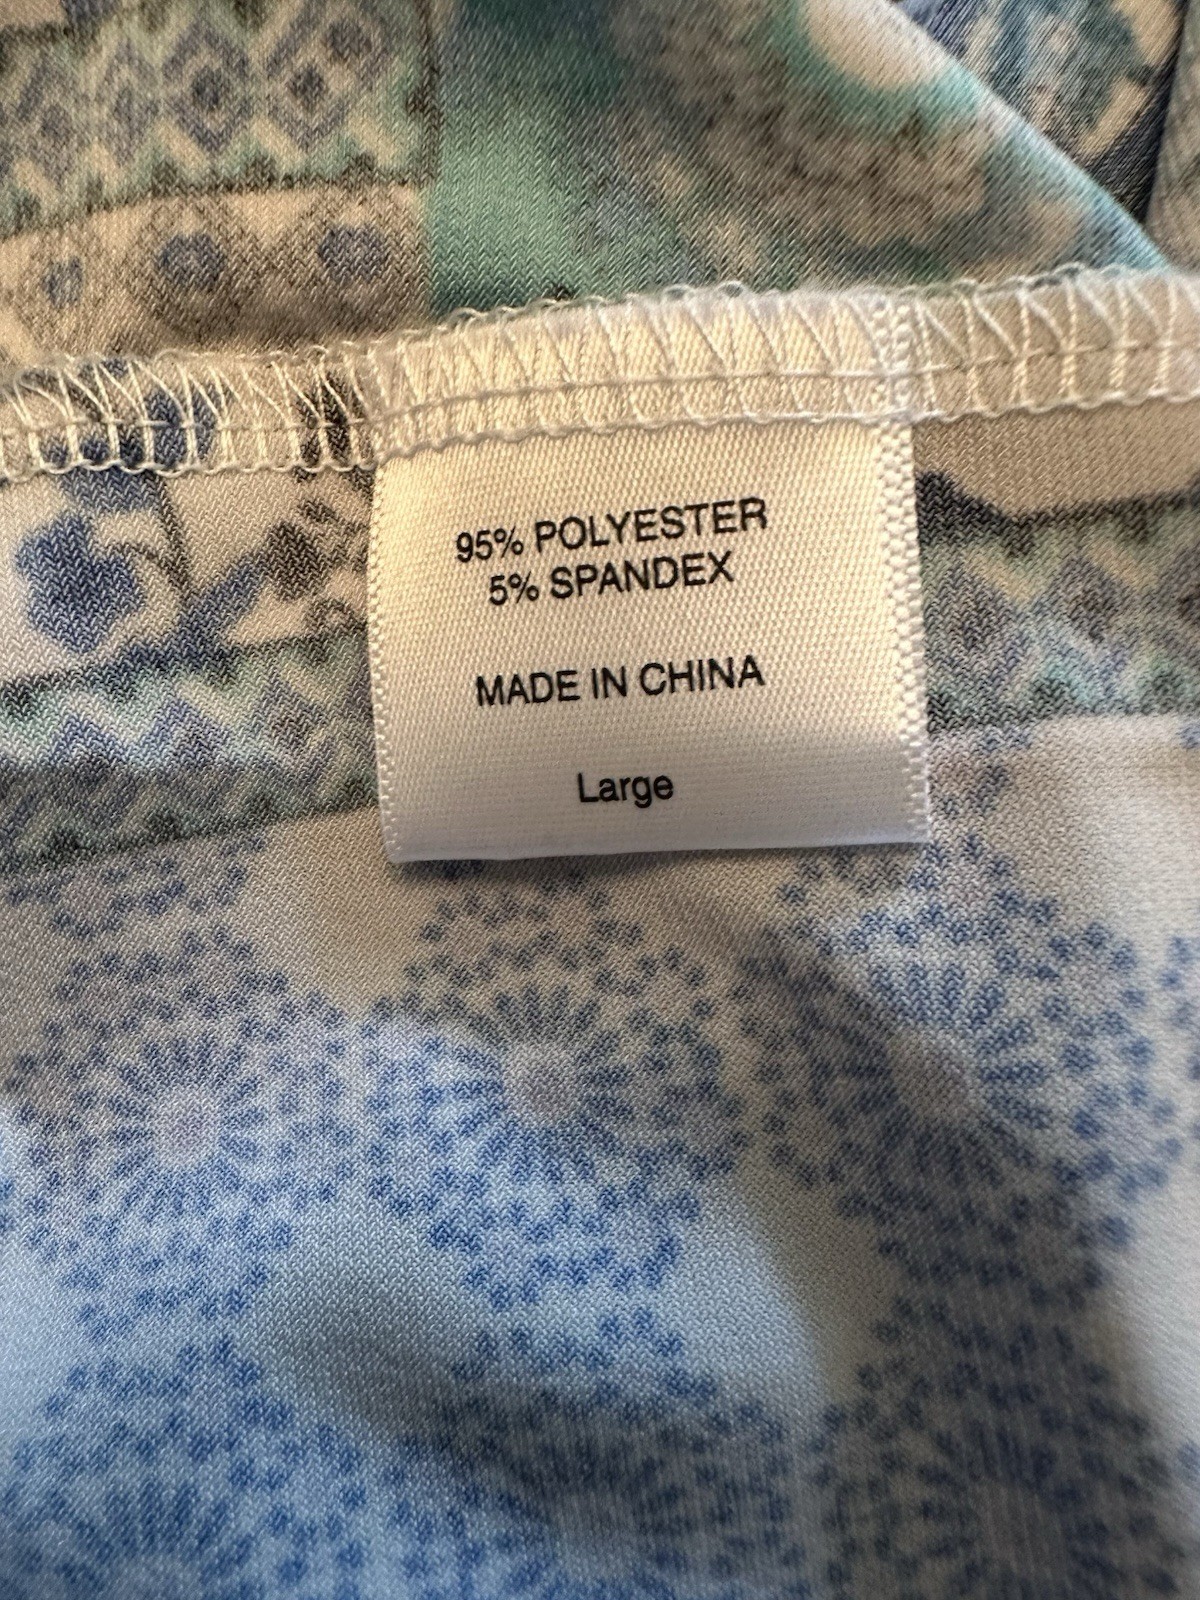 95% POLYESTER
5% SPANDEX
MADE IN CHINA
Large